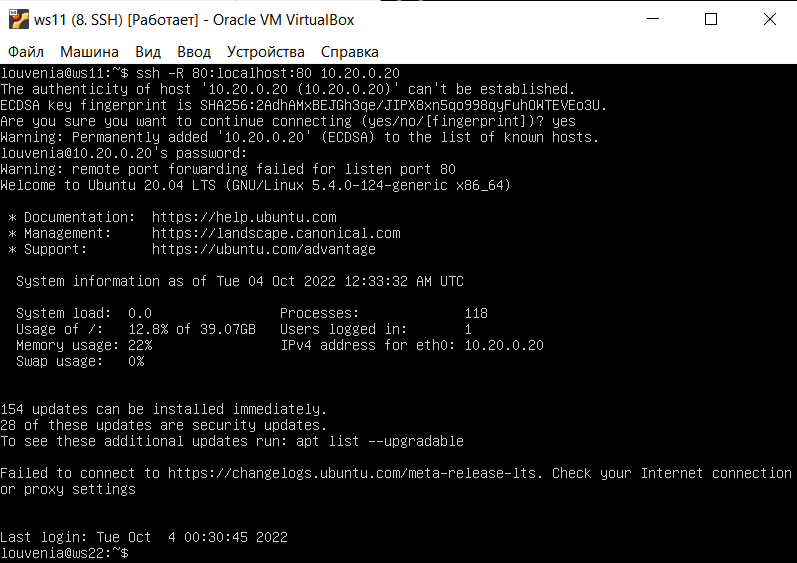 ws11 (8. SSH) [Работает] - Oracle VM VirtualBox
Файл Машина Вид Ввод Устройства Справка
louvenia@ws11:~$ ssh -R 80:localhost:80 10.20.0.20
The authenticity of host '10.20.0.20 (10.20.0.20)' can't be established.
ECDSA key fingerprint is SHA256:2AdhAMxBEJGh3qe/JIPX8xn5qo998qyFuhOWTEVEo3U.
Are you sure you want to continue connecting (yes/no/[fingerprint])? yes
Warning: Permanently added '10.20.0.20' (ECDSA) to the list of known hosts.
louvenia@10.20.0.20's password:
Warning: remote port forwarding failed for listen port 80
Welcome to Ubuntu 20.04 LTS (GNU/Linux 5.4.0-124-generic x86_64)
* Documentation: https://help.ubuntu.com
* Management: https://landscape.canonical.com
* Support: https://ubuntu.com/advantage
System information as of Tue 04 Oct 2022 12:33:32 AM UTC
System load: 0.0 Processes: 118
Usage of /: 12.8% of 39.07GB Users logged in: 1
Memory usage: 22% IPv4 address for eth0: 10.20.0.20
Swap usage: 0%
154 updates can be installed immediately.
28 of these updates are security updates.
To see these additional updates run: apt list --upgradable
Failed to connect to https://changelogs.ubuntu.com/meta-release-lts. Check your Internet connection
or proxy settings
Last login: Tue Oct  4 00:30:45 2022
louvenia@ws22:~$